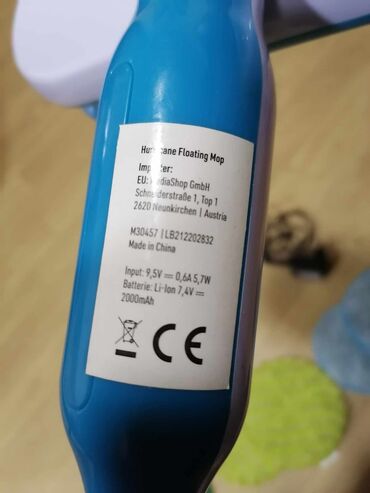 Hurricane Floating Mop
Importer:
EU: MediaShop GmbH
Schneiderstraße 1, Top 1
2620 Neunkirchen | Austria
M30457 | LB212202832
Made in China
Input: 9,5V ⎓ 0,6A 5,7W
Batterie: Li-Ion 7,4V ⎓
2000mAh
CE